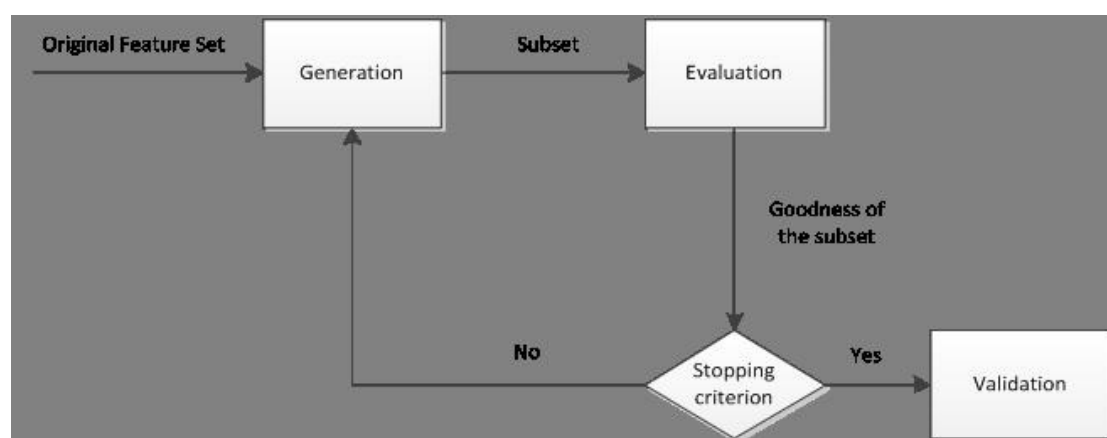 Original Feature Set
Subset
Generation
Evaluation
Goodness of
the subset
No
Yes
Stopping
criterion
Validation